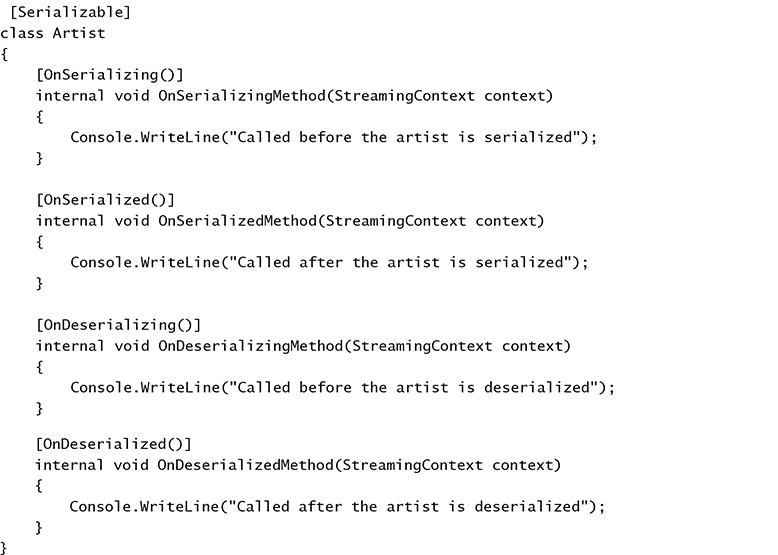 [Serializable]
class Artist
{
    [OnSerializing()]
    internal void OnSerializingMethod(StreamingContext context)
    {
        Console.WriteLine("Called before the artist is serialized");
    }

    [OnSerialized()]
    internal void OnSerializedMethod(StreamingContext context)
    {
        Console.WriteLine("Called after the artist is serialized");
    }

    [OnDeserializing()]
    internal void OnDeserializingMethod(StreamingContext context)
    {
        Console.WriteLine("Called before the artist is deserialized");
    }

    [OnDeserialized()]
    internal void OnDeserializedMethod(StreamingContext context)
    {
        Console.WriteLine("Called after the artist is deserialized");
    }
}